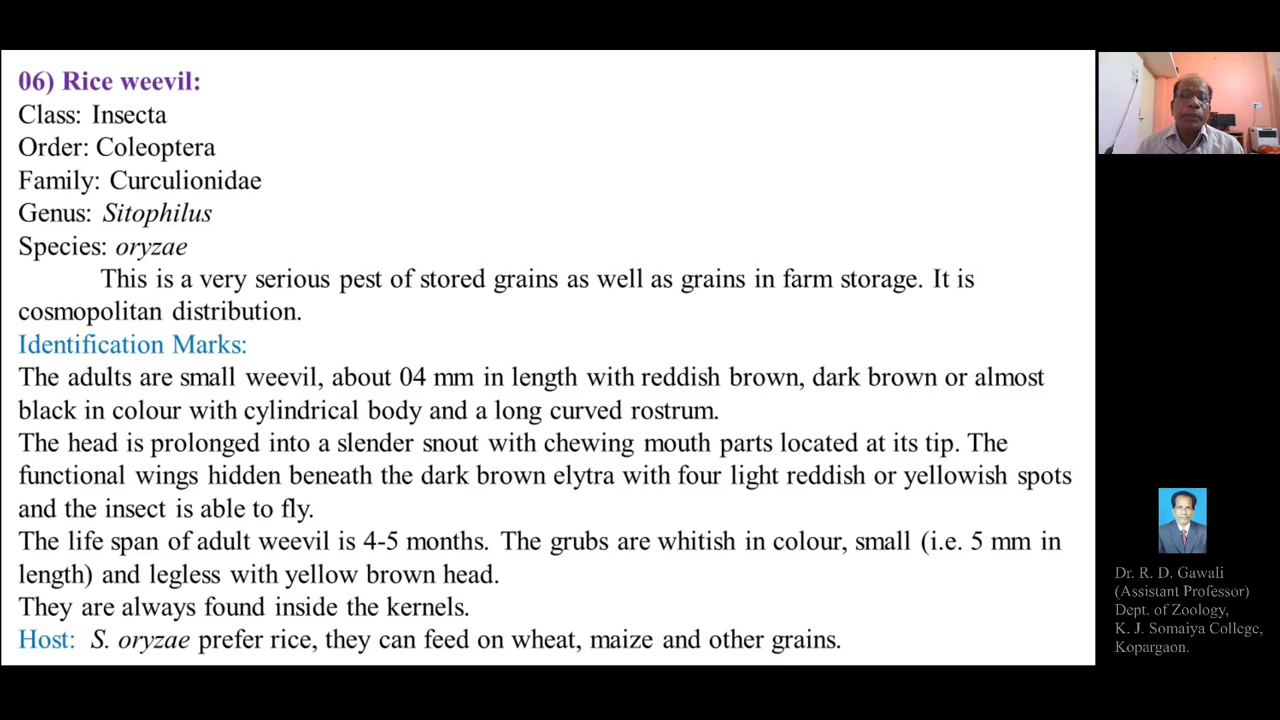 06) Rice weevil:
Class: Insecta
Order: Coleoptera
Family: Curculionidae
Genus: Sitophilus
Species: oryzae
This is a very serious pest of stored grains as well as grains in farm storage. It is
cosmopolitan distribution.
Identification Marks:
The adults are small weevil, about 04 mm in length with reddish brown, dark brown or almost
black in colour with cylindrical body and a long curved rostrum.
The head is prolonged into a slender snout with chewing mouth parts located at its tip. The
functional wings hidden beneath the dark brown elytra with four light reddish or yellowish spots
and the insect is able to fly.
The life span of adult weevil is 4-5 months. The grubs are whitish in colour, small (i.e. 5 mm in
length) and legless with yellow brown head.
They are always found inside the kernels.
Host: S. oryzae prefer rice, they can feed on wheat, maize and other grains.
Dr. R. D. Gawali
(Assistant Professor)
Dept. of Zoology,
K. J. Somaiya College,
Kopargaon.